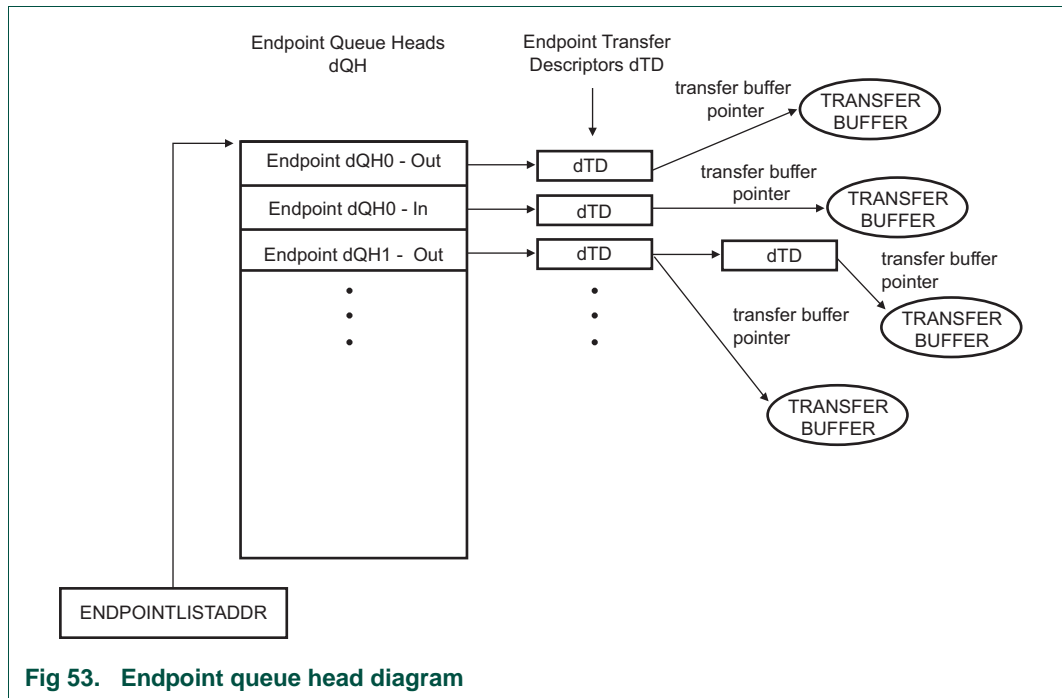 Endpoint Queue Heads
dQH
Endpoint Transfer
Descriptors dTD
transfer buffer
pointer
TRANSFER
BUFFER
Endpoint dQH0 - Out
dTD
transfer buffer
pointer
Endpoint dQH0 - In
dTD
TRANSFER
BUFFER
Endpoint dQH1 - Out
dTD
dTD
transfer buffer
pointer
transfer buffer
pointer
TRANSFER
BUFFER
TRANSFER
BUFFER
ENDPOINTLISTADDR
Fig 53. Endpoint queue head diagram